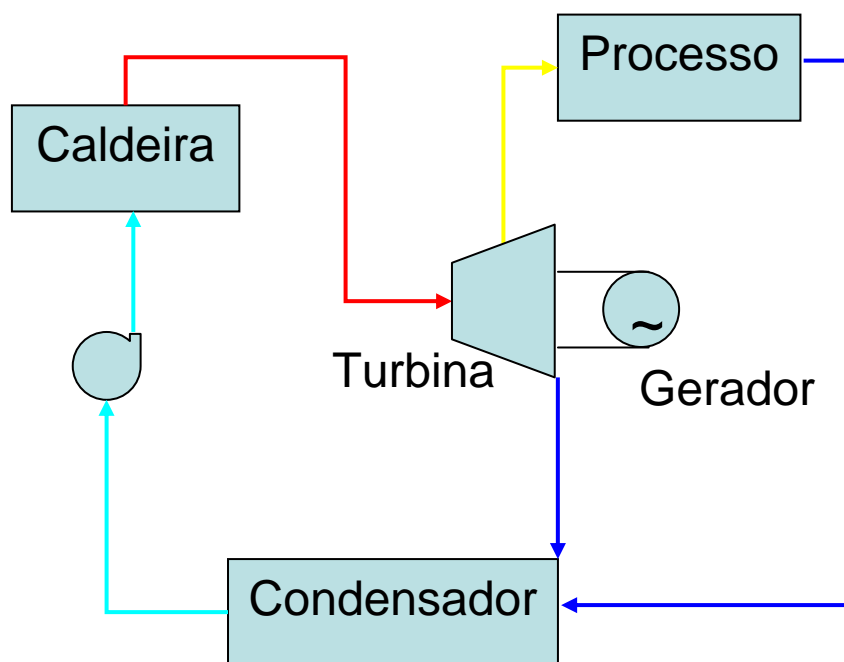 Processo
Caldeira
~
Turbina
Gerador
Condensador